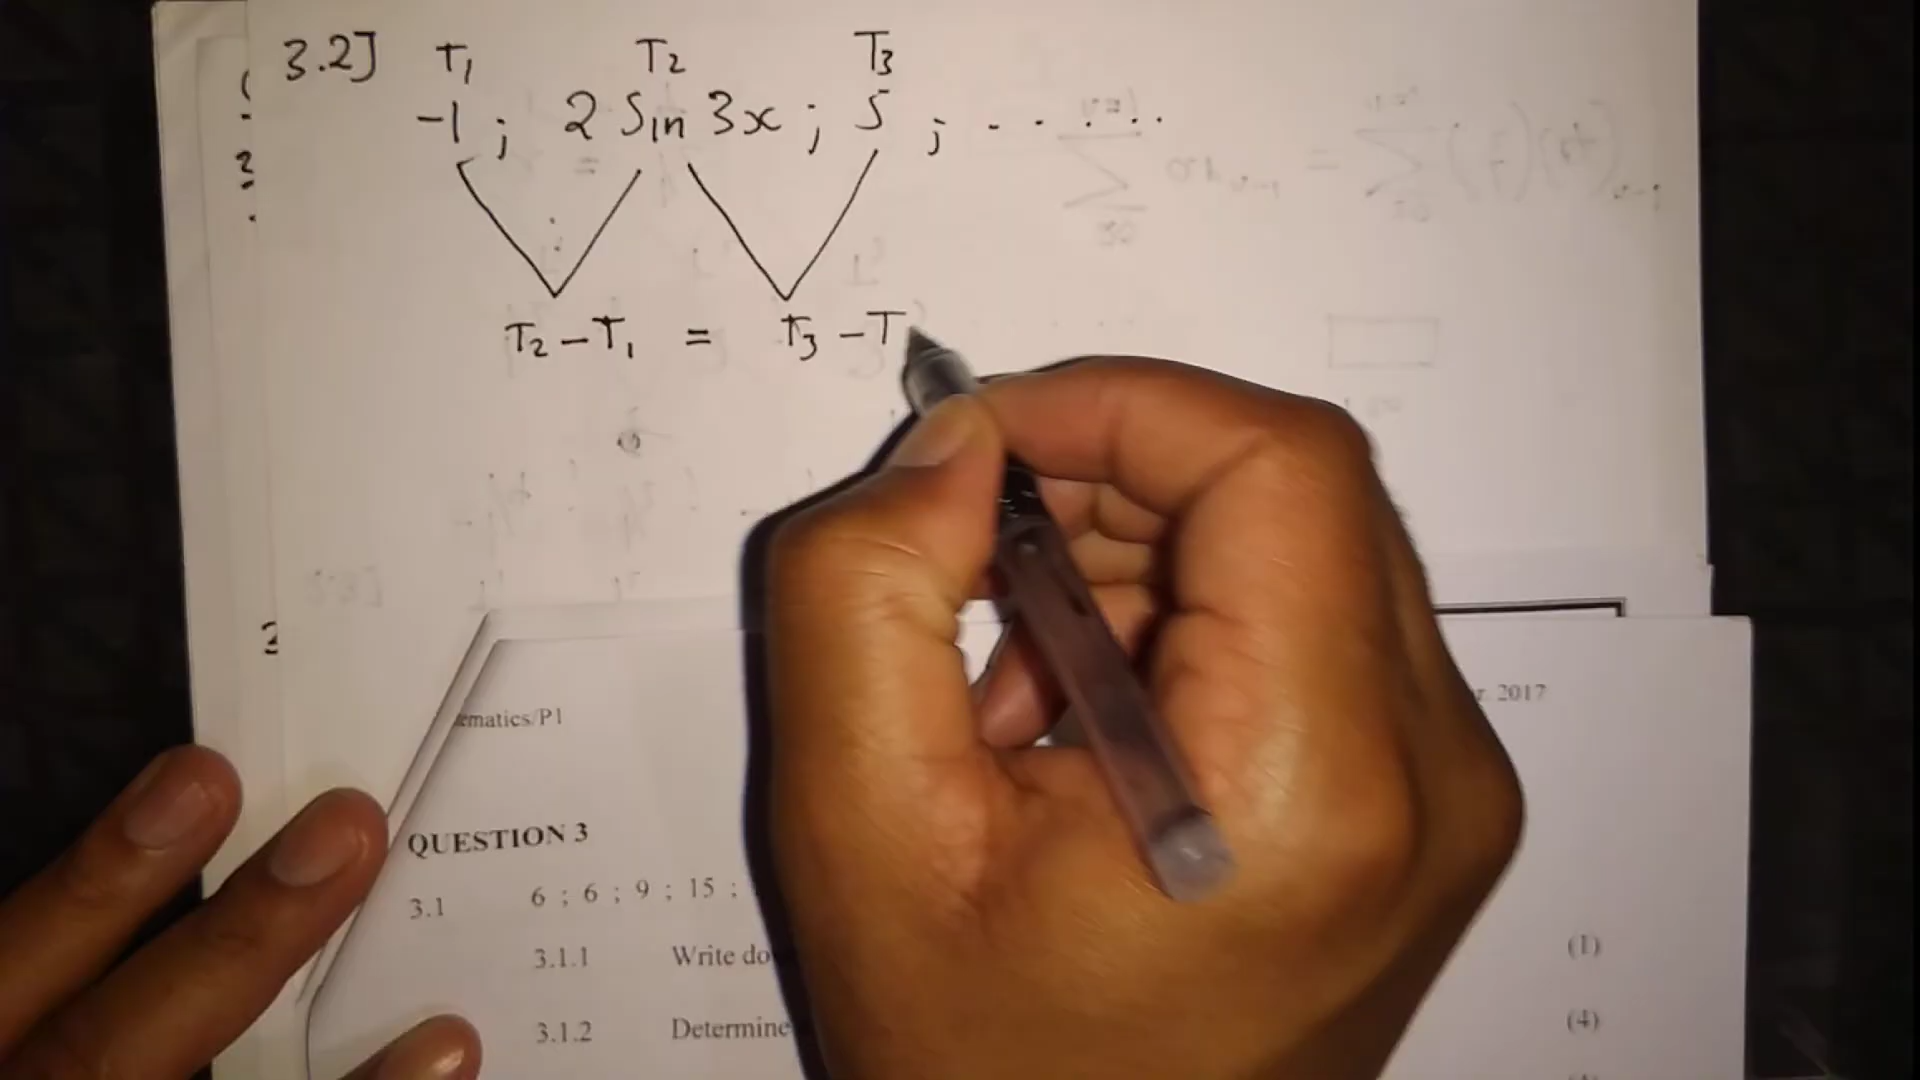 3.2] T1 T2 T3
-1 ; 2 Sin 3x ; 5 ; .....
T2 - T1 = T3 - T
ematics/P1
2017
QUESTION 3
3.1 6 ; 6 ; 9 ; 15 ;
3.1.1 Write do (1)
3.1.2 Determine (4)